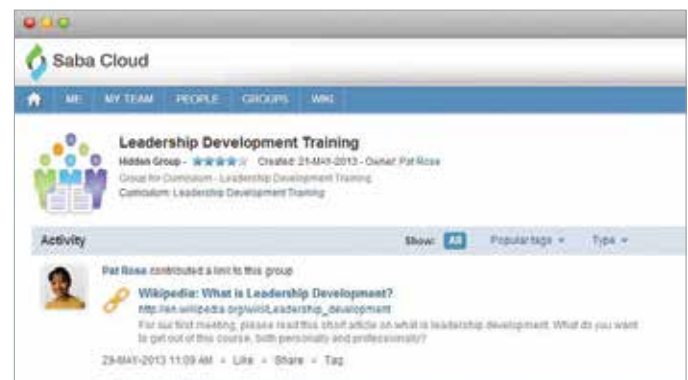 Saba Cloud
ME MY TEAM PEOPLE GROUPS WIKI
Leadership Development Training
Hidden Group - Created: 21-MAY-2013 - Owner: Pat Rose
Group for Curriculum - Leadership Development Training
Curriculum: Leadership Development Training
Activity Show: All Popular tags Type
Pat Rose contributed a link to this group
Wikipedia: What is Leadership Development?
http://en.wikipedia.org/wiki/Leadership_development
For our first meeting, please read this short article on what is leadership development. What do you want
to get out of this course, both personally and professionally?
29-MAY-2013 11:09 AM Like Share Tag